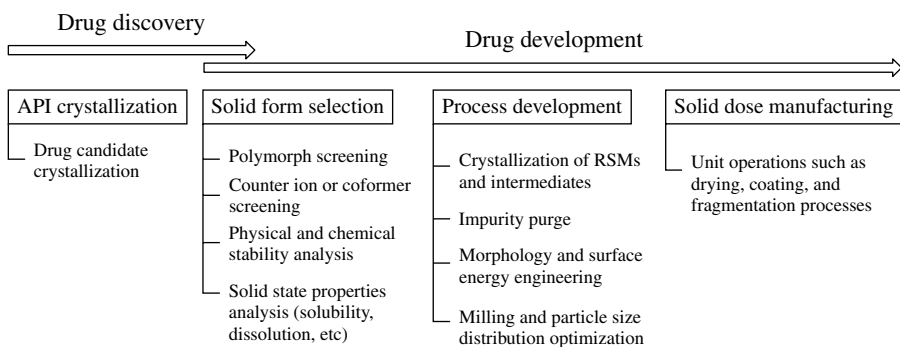 Drug discovery
Drug development
API crystallization
Drug candidate
crystallization
Solid form selection
Polymorph screening
Counter ion or coformer
screening
Physical and chemical
stability analysis
Solid state properties
analysis (solubility,
dissolution, etc)
Process development
Crystallization of RSMs
and intermediates
Impurity purge
Morphology and surface
energy engineering
Milling and particle size
distribution optimization
Solid dose manufacturing
Unit operations such as
drying, coating, and
fragmentation processes